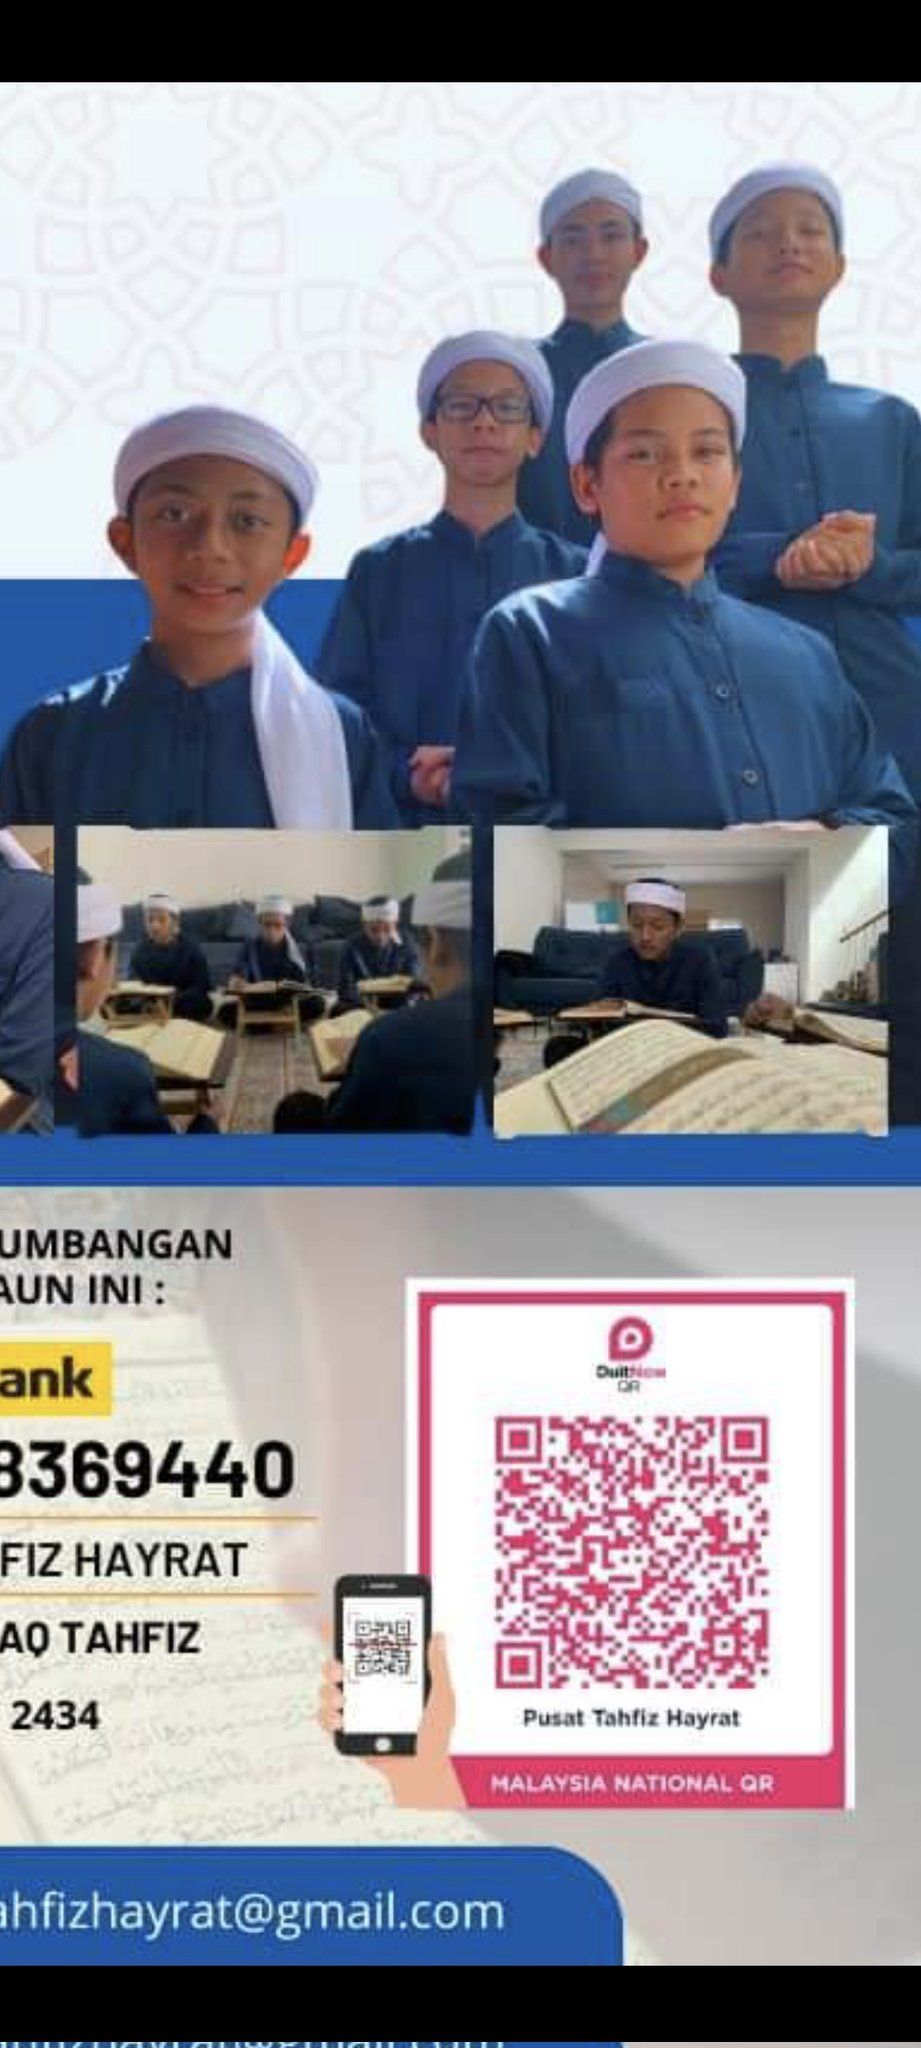 UMBANGAN
AUN INI :
ank
8369440
FIZ HAYRAT
AQ TAHFIZ
2434
DuitNow
QR
Pusat Tahfiz Hayrat
MALAYSIA NATIONAL QR
ahfizhayrat@gmail.com